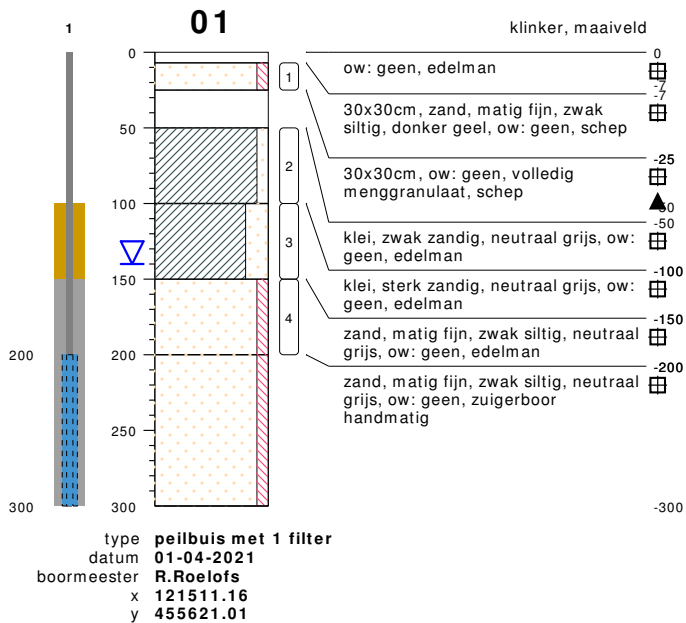 1
01
klinker, maaiveld
0
50
100
150
200
250
300
200
300
1
2
3
4
0
ow: geen, edelman
-7
-7
30x30cm, zand, matig fijn, zwak
siltig, donker geel, ow: geen, schep
-25
30x30cm, ow: geen, volledig
menggranulaat, schep
-50
klei, zwak zandig, neutraal grijs, ow:
geen, edelman
-100
klei, sterk zandig, neutraal grijs, ow:
geen, edelman
-150
zand, matig fijn, zwak siltig, neutraal
grijs, ow: geen, edelman
-200
zand, matig fijn, zwak siltig, neutraal
grijs, ow: geen, zuigerboor
handmatig
-300
type peilbuis met 1 filter
datum 01-04-2021
boormeester R.Roelofs
x 121511.16
y 455621.01